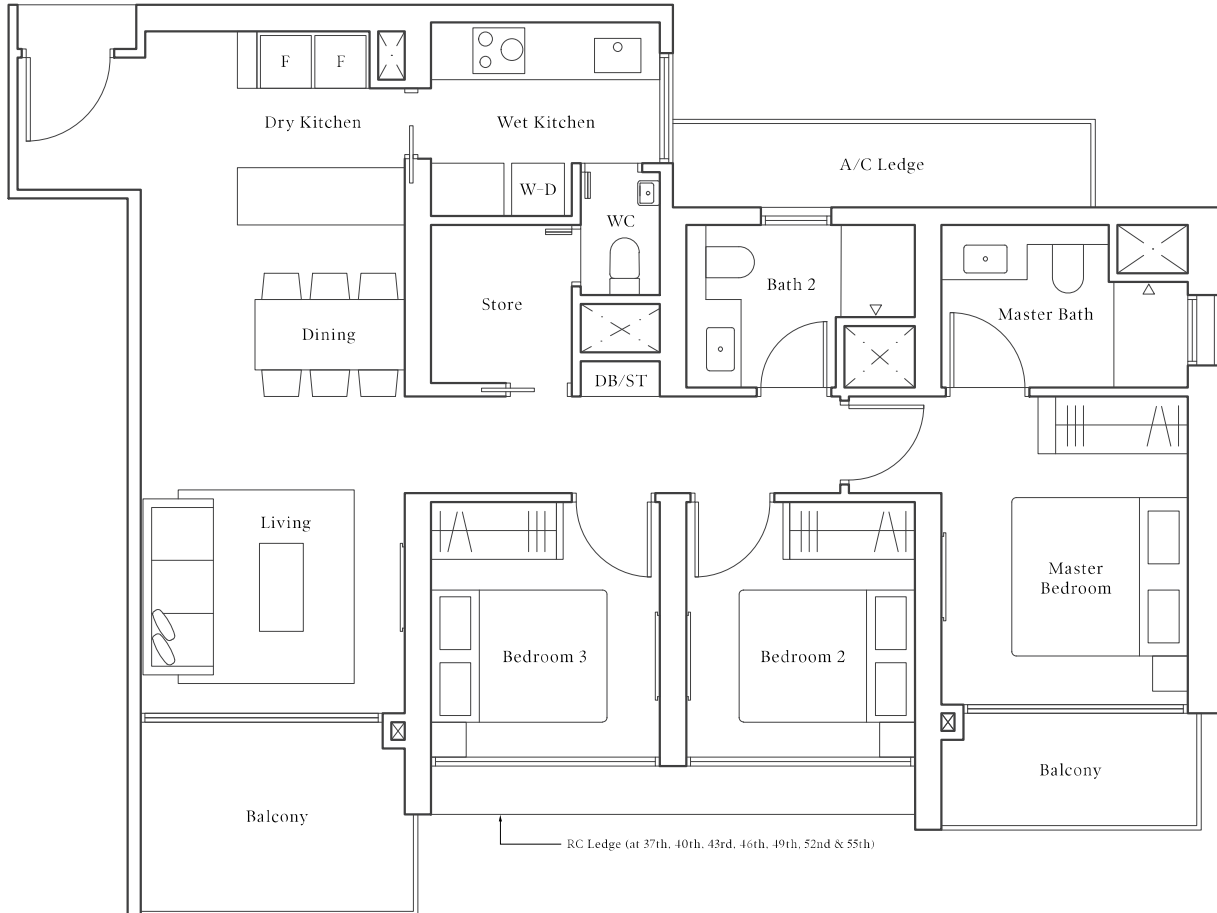 F F
Dry Kitchen
Wet Kitchen
A/C Ledge
W-D
WC
Store
Bath 2
Master Bath
Dining
DB/ST
Living
Master
Bedroom
Bedroom 3
Bedroom 2
Balcony
Balcony
RC Ledge (at 37th, 40th, 43rd, 46th, 49th, 52nd & 55th)